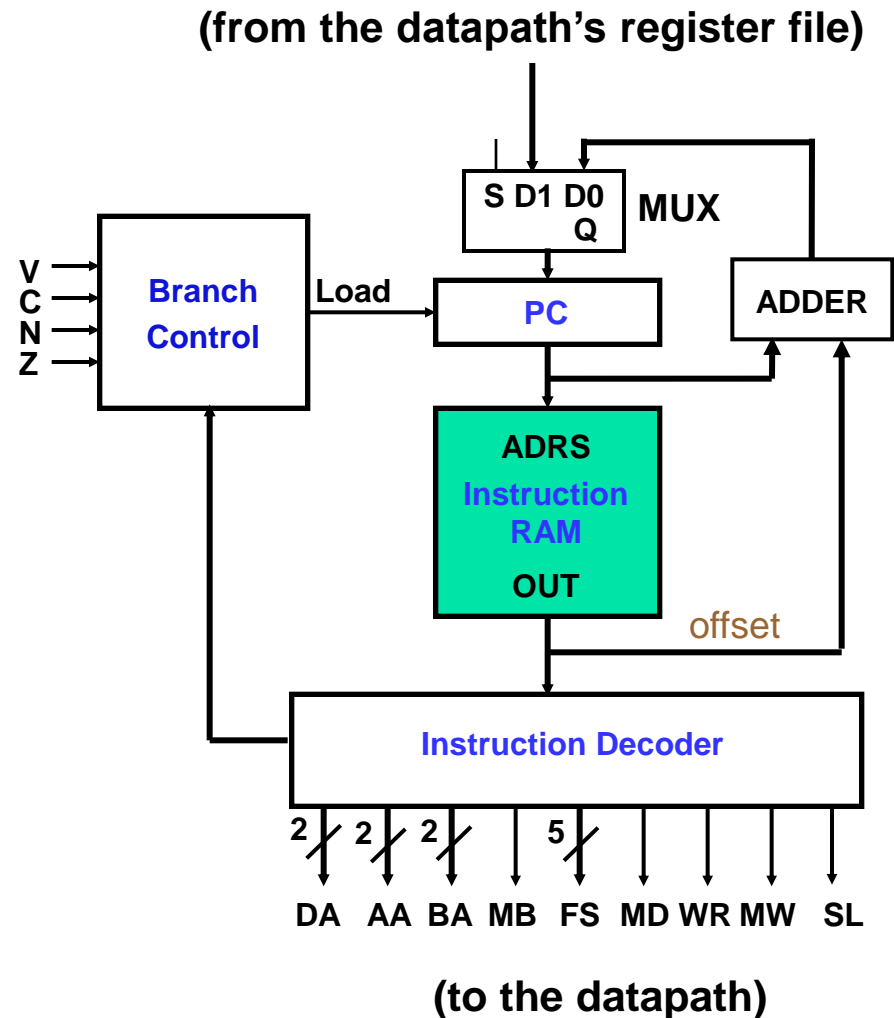 (from the datapath's register file)
S D1 D0
Q
MUX
V
C
N
Z
Branch
Control
Load
PC
ADDER
ADRS
Instruction
RAM
OUT
offset
Instruction Decoder
2 2 2 5
DA AA BA MB FS MD WR MW SL
(to the datapath)